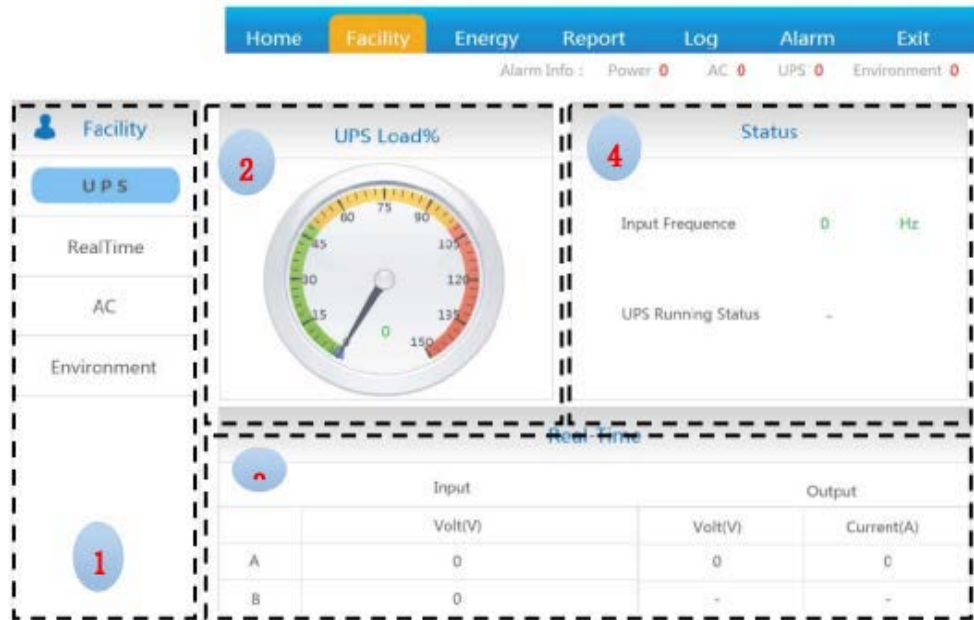 Home Facility Energy Report Log Alarm Exit
Alarm Info : Power 0 AC 0 UPS 0 Environment 0
Facility
UPS
RealTime
AC
Environment
1
UPS Load%
2
0 15 30 45 60 75 90 105 120 135 150
0
Status
4
Input Frequence 0 Hz
UPS Running Status -
Real-Time
Input Output
Volt(V) Volt(V) Current(A)
A 0 0 0
B 0 - -